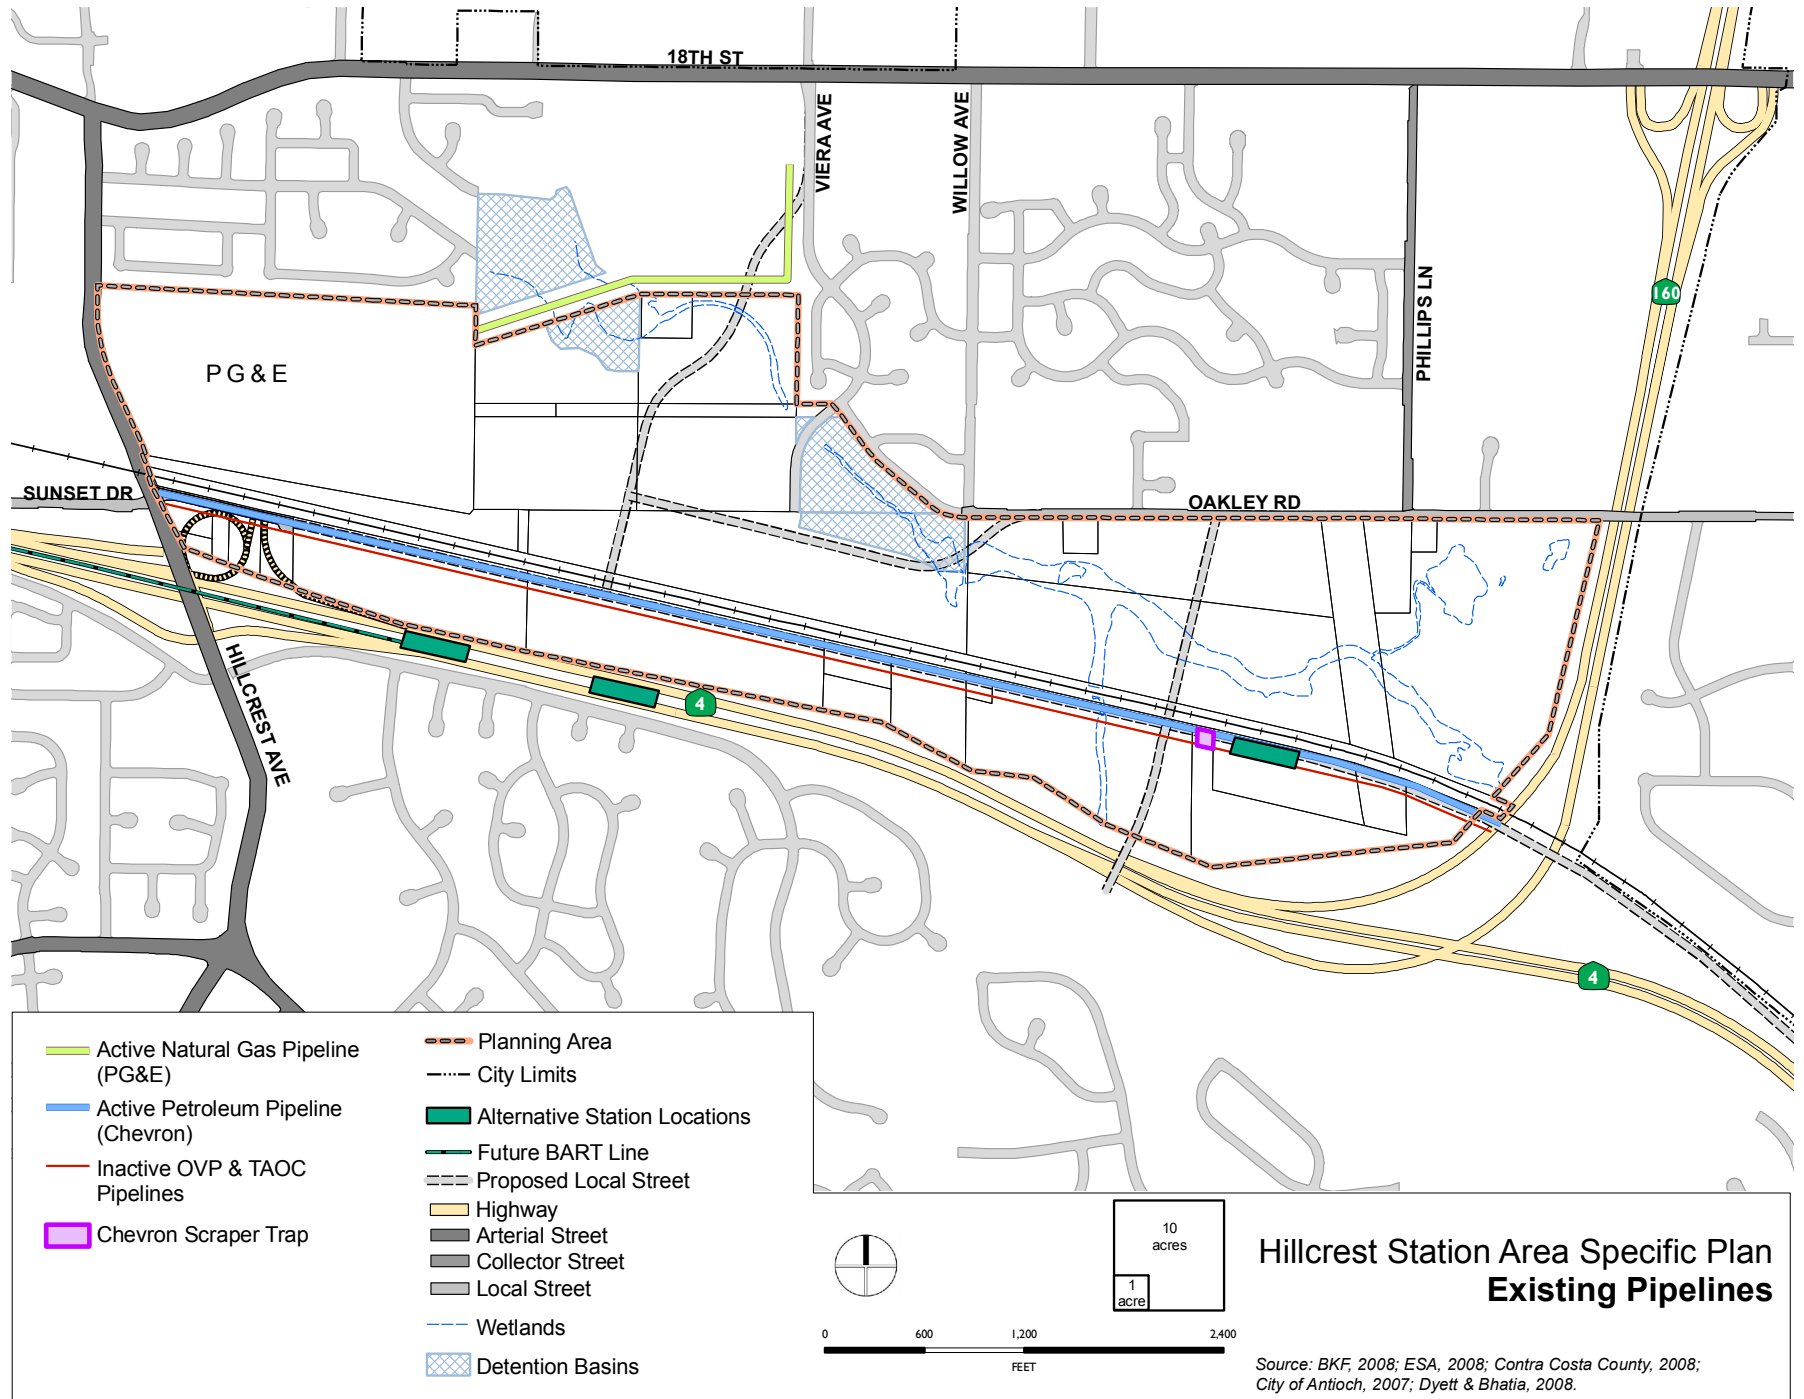 18TH ST
VIERA AVE
WILLOW AVE
PHILLIPS LN
160
PG&E
SUNSET DR
OAKLEY RD
HILLCREST AVE
4
4
Active Natural Gas Pipeline
(PG&E)
Active Petroleum Pipeline
(Chevron)
Inactive OVP & TAOC
Pipelines
Chevron Scraper Trap
Planning Area
City Limits
Alternative Station Locations
Future BART Line
Proposed Local Street
Highway
Arterial Street
Collector Street
Local Street
Wetlands
Detention Basins
10
acres
1
acre
0 600 1,200 2,400
FEET
Hillcrest Station Area Specific Plan
Existing Pipelines
Source: BKF, 2008; ESA, 2008; Contra Costa County, 2008;
City of Antioch, 2007; Dyett & Bhatia, 2008.